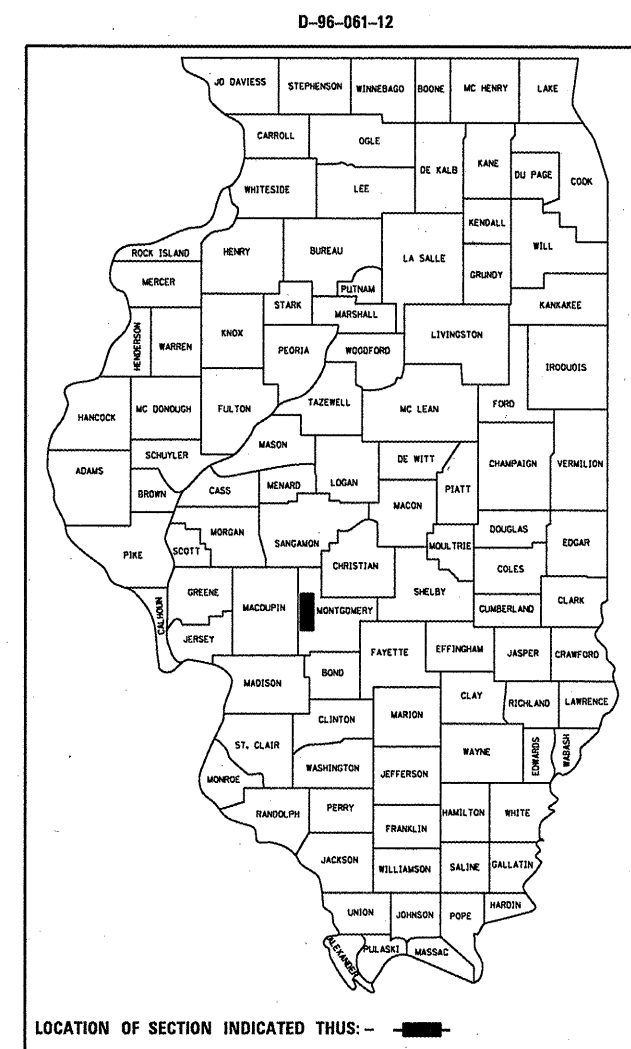 D-96-061-12
JO DAVIESS STEPHENSON WINNEBAGO BOONE MC HENRY LAKE
CARROLL OGLE
DE KALB KANE DU PAGE COOK
WHITESIDE LEE
KENDALL
ROCK ISLAND HENRY BUREAU LA SALLE WILL
GRUNDY
MERCER PUTNAM
STARK MARSHALL KANKAKEE
HENDERSON WARREN KNOX PEORIA WOODFORD LIVINGSTON
IROQUOIS
HANCOCK MC DONOUGH FULTON TAZEWELL MC LEAN FORD
MASON
ADAMS SCHUYLER DE WITT CHAMPAIGN VERMILION
BROWN CASS MENARD LOGAN PIATT
MACON
PIKE SCOTT MORGAN SANGAMON MOULTRIE DOUGLAS EDGAR
CHRISTIAN COLES
CALHOUN GREENE MACOUPIN MONTGOMERY SHELBY CUMBERLAND CLARK
JERSEY
FAYETTE EFFINGHAM JASPER CRAWFORD
MADISON BOND
CLAY RICHLAND LAWRENCE
CLINTON MARION
ST. CLAIR WAYNE EDWARDS WABASH
WASHINGTON JEFFERSON
MONROE
RANDOLPH PERRY HAMILTON WHITE
FRANKLIN
JACKSON WILLIAMSON SALINE GALLATIN
HARDIN
UNION JOHNSON POPE
ALEXANDER PULASKI MASSAC
LOCATION OF SECTION INDICATED THUS: -